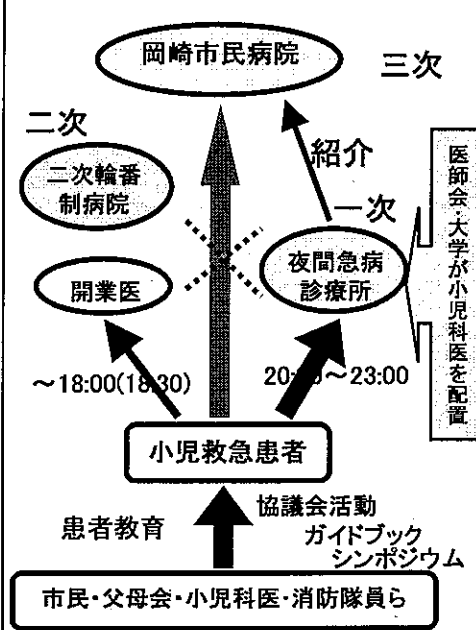 岡崎市民病院
三次
二次
二次輪番
制病院
紹介
一次
開業医
夜間急病
診療所
医師会・大学が小児科医を配置
～18:00(18:30)
～23:00
小児救急患者
患者教育
協議会活動
ガイドブック
シンポジウム
市民・父母会・小児科医・消防隊員ら